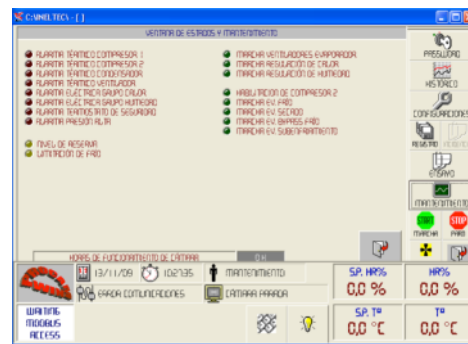 C:\INELTEC\ - [ ]
VENTANA DE ESTADOS Y MANTENIMIENTO
ALARMA TÉRMICO COMPRESOR 1
ALARMA TÉRMICO COMPRESOR 2
ALARMA TÉRMICO CONDENSADOR
ALARMA TÉRMICO VENTILADOR
ALARMA ELÉCTRICA GRUPO CALOR
ALARMA ELÉCTRICA GRUPO HUMEDAD
ALARMA TERMOSTATO DE SEGURIDAD
ALARMA PRESIÓN ALTA
NIVEL DE RESERVA
LIMITACIÓN DE FRÍO
MARCHA VENTILADORES EVAPORADOR
MARCHA REGULACIÓN DE CALOR
MARCHA REGULACIÓN DE HUMEDAD
HABILITACIÓN DE COMPRESOR 2
MARCHA EV. FRÍO
MARCHA EV. SECADO
MARCHA EV. BYPASS FRÍO
MARCHA EV. SUBENFRIAMIENTO
HORAS DE FUNCIONAMIENTO DE CÁMARA
0 H
PASSWORD
HISTÓRICO
CONFIGURACIONES
REGISTRO
ENSAYO
MANTENIMIENTO
START
STOP
MARCHA
PARO
13/11/09
10:27:35
MANTENIMIENTO
ERROR COMUNICACIONES
CÁMARA PARADA
S.P. HR%
0,0 %
HR%
0,0 %
WAITING
MODBUS
ACCESS
S.P. Tª
0,0 °C
Tª
0,0 °C